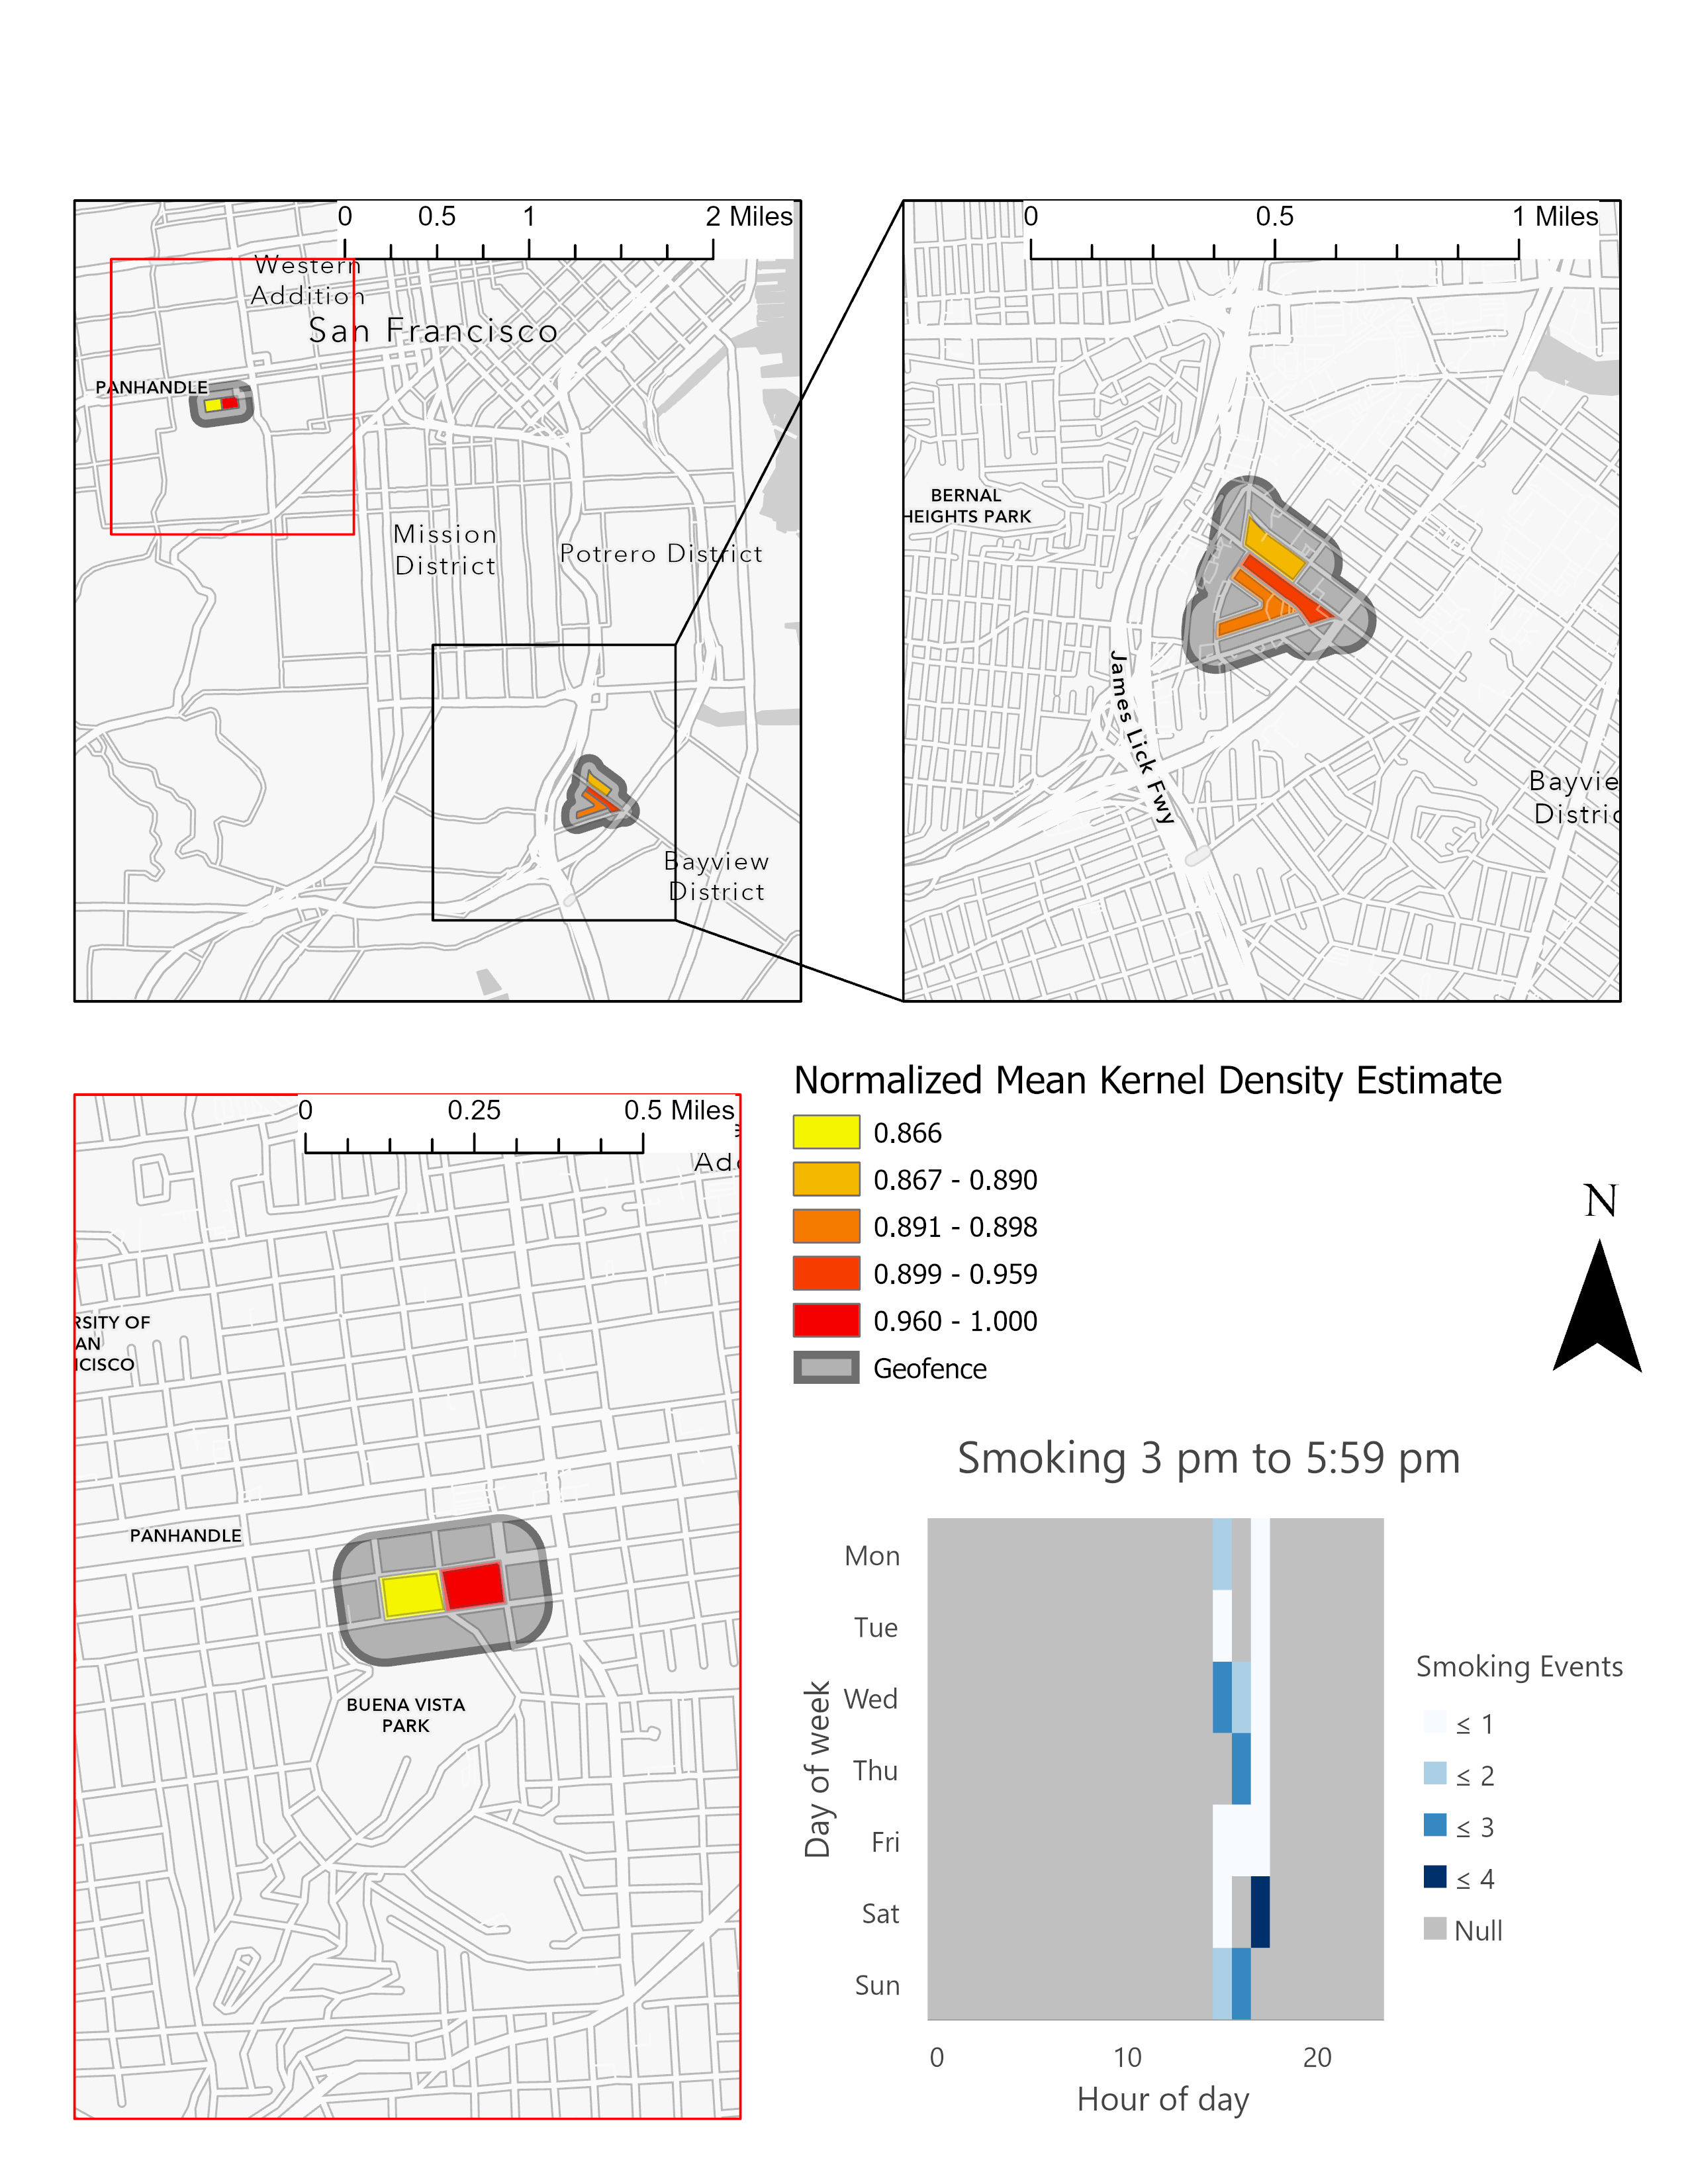 0 0.5 1 2 Miles
Western
Addition
San Francisco
PANHANDLE
Mission
District
Potrero District
Bayview
District
0 0.5 1 Miles
BERNAL
HEIGHTS PARK
James Lick Fwy
Bayvie
Distric
0 0.25 0.5 Miles
Ad
RSITY OF
AN
ICISCO
PANHANDLE
BUENA VISTA
PARK
Normalized Mean Kernel Density Estimate
0.866
0.867 - 0.890
0.891 - 0.898
0.899 - 0.959
0.960 - 1.000
Geofence
N
Smoking 3 pm to 5:59 pm
Day of week
Mon
Tue
Wed
Thu
Fri
Sat
Sun
0 10 20
Hour of day
Smoking Events
≤ 1
≤ 2
≤ 3
≤ 4
Null